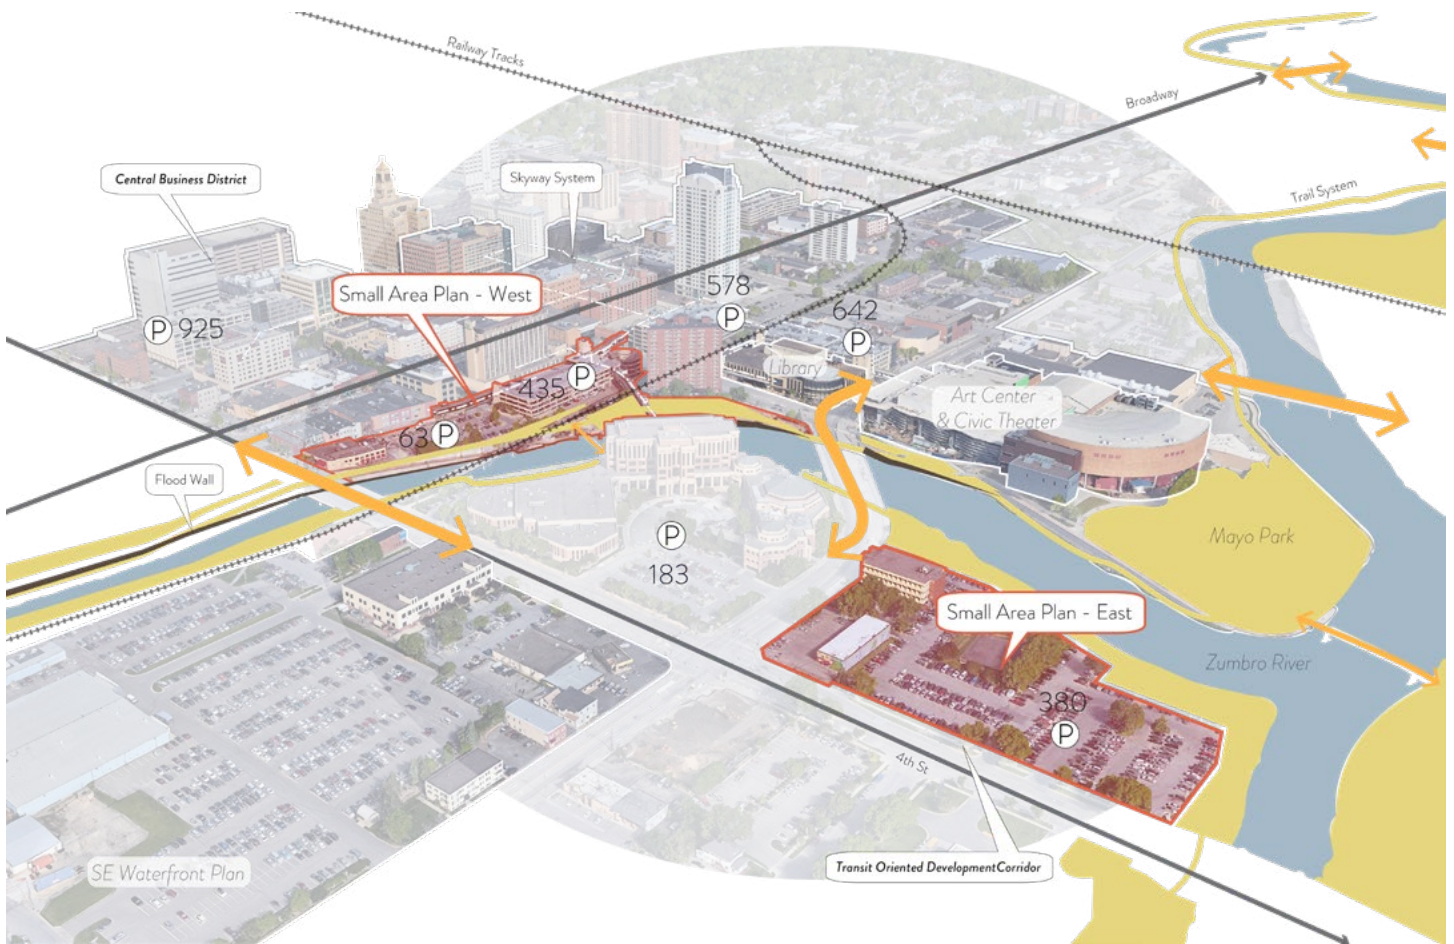 Railway Tracks
Broadway
Central Business District
Skyway System
Trail System
Small Area Plan - West
578
642
P 925
P
P
Library
435
P
Art Center
& Civic Theater
63
P
Flood Wall
P
183
Mayo Park
Small Area Plan - East
Zumbro River
380
P
4th St
SE Waterfront Plan
Transit Oriented DevelopmentCorridor